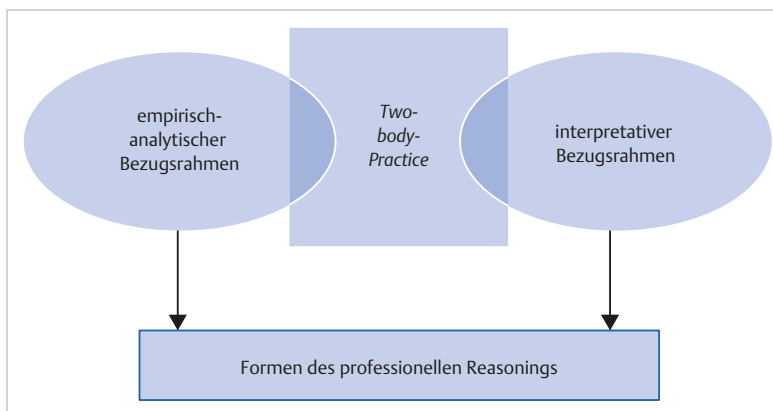 empirisch-
analytischer
Bezugsrahmen
Two-
body-
Practice
interpretativer
Bezugsrahmen
Formen des professionellen Reasonings